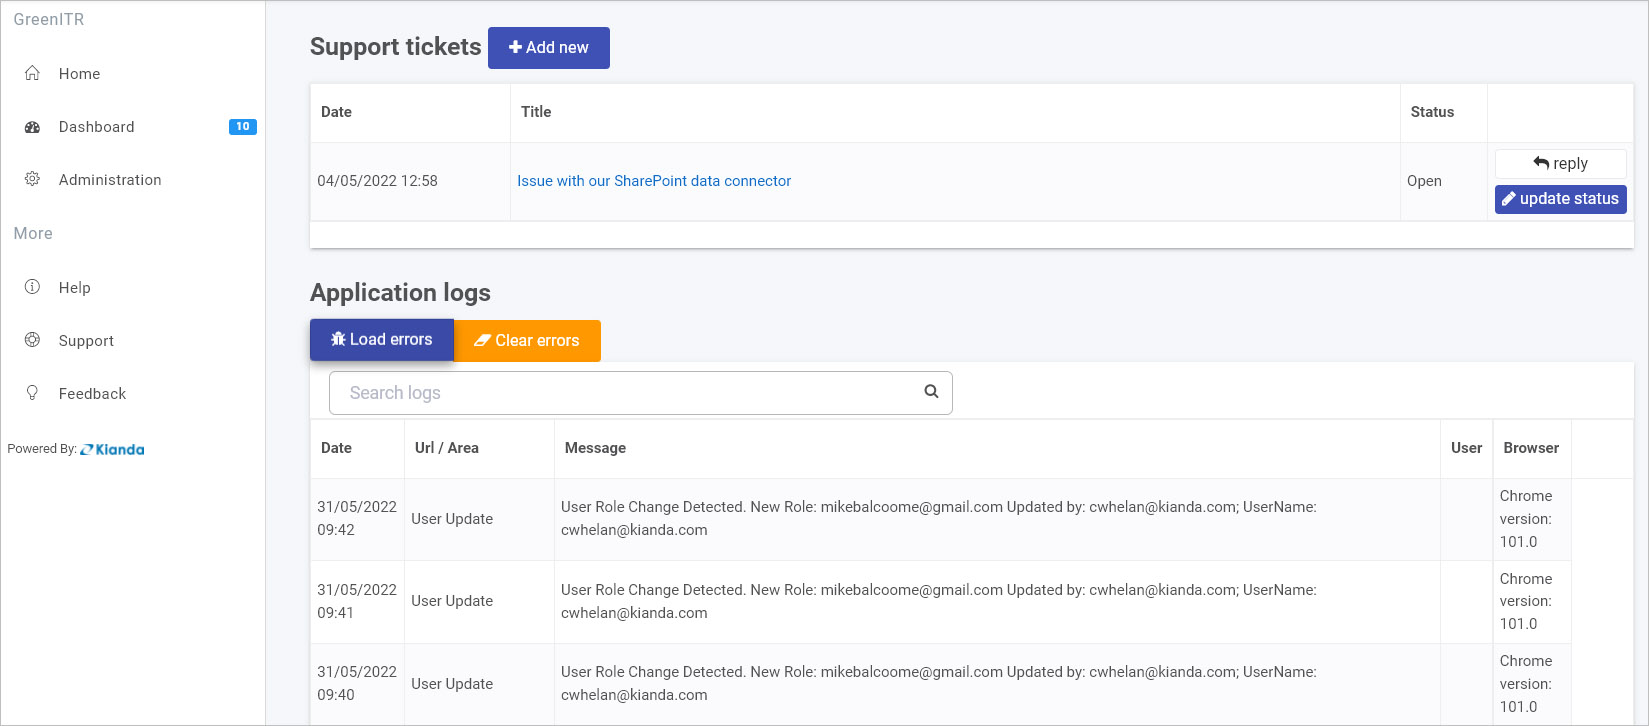 GreenITR
Home
Dashboard 10
Administration
More
Help
Support
Feedback
Powered By: Kianda
Support tickets Add new
Date Title Status
04/05/2022 12:58 Issue with our SharePoint data connector Open reply
update status
Application logs
Load errors Clear errors
Search logs
Date Url / Area Message User Browser
31/05/2022
09:42
User Update
User Role Change Detected. New Role: mikebalcoome@gmail.com Updated by: cwhelan@kianda.com; UserName:
cwhelan@kianda.com
Chrome
version:
101.0
31/05/2022
09:41
User Update
User Role Change Detected. New Role: mikebalcoome@gmail.com Updated by: cwhelan@kianda.com; UserName:
cwhelan@kianda.com
Chrome
version:
101.0
31/05/2022
09:40
User Update
User Role Change Detected. New Role: mikebalcoome@gmail.com Updated by: cwhelan@kianda.com; UserName:
cwhelan@kianda.com
Chrome
version:
101.0